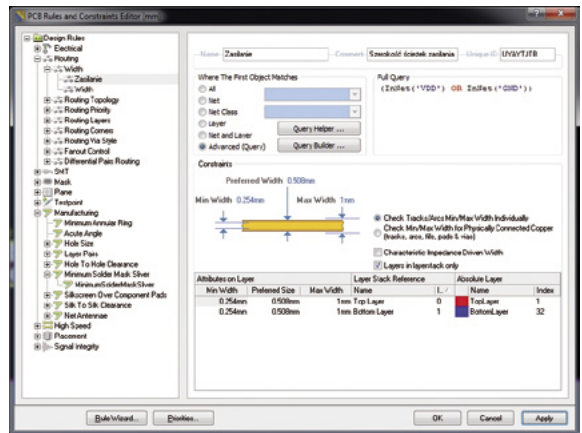 PCB Rules and Constraints Editor [mm]
Design Rules
Electrical
Routing
Width
Zasilanie
Width
Routing Topology
Routing Priority
Routing Layers
Routing Corners
Routing Via Style
Fanout Control
Differential Pairs Routing
SMT
Mask
Plane
Testpoint
Manufacturing
Minimum Annular Ring
Acute Angle
Hole Size
Layer Pairs
Hole To Hole Clearance
Minimum Solder Mask Sliver
MinimumSolderMaskSliver
Silkscreen Over Component Pads
Silk To Silk Clearance
Net Antennae
High Speed
Placement
Signal Integrity
Name Zasilanie Comment Szerokość ścieżek zasilania Unique ID UYAYTJTB
Where The First Object Matches
All
Net
Net Class
Layer
Net and Layer
Advanced (Query)
Query Helper ...
Query Builder ...
Full Query
(InNet('VDD') OR InNet('GND'))
Constraints
Preferred Width 0.508mm
Min Width 0.254mm Max Width 1mm
Check Tracks/Arcs Min/Max Width Individually
Check Min/Max Width for Physically Connected Copper
(tracks, arcs, fills, pads & vias)
Characteristic Impedance Driven Width
Layers in layerstack only
Attributes on Layer Layer Stack Reference Absolute Layer
Min Width Preferred Size Max Width Name I... Name Index
0.254mm 0.508mm 1mm Top Layer 0 TopLayer 1
0.254mm 0.508mm 1mm Bottom Layer 1 BottomLayer 32
Rule Wizard... Priorities... OK Cancel Apply